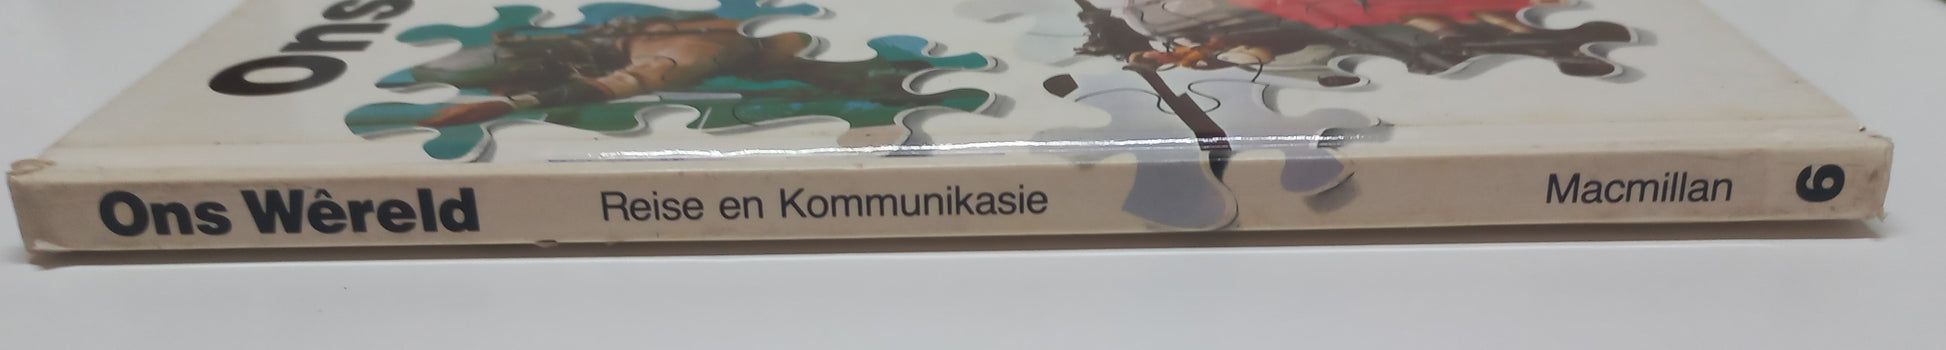 Ons
Ons Wêreld Reise en Kommunikasie Macmillan 6